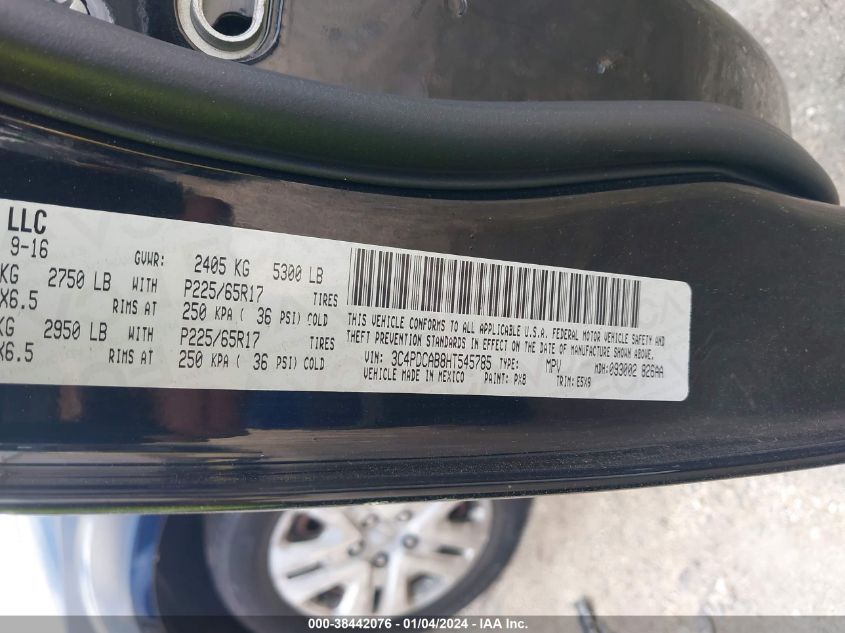 LLC
9-16 GVWR: 2405 KG 5300 LB
KG 2750 LB WITH P225/65R17 TIRES
X6.5 RIMS AT 250 KPA ( 36 PSI) COLD
KG 2950 LB WITH P225/65R17 TIRES
X6.5 RIMS AT 250 KPA ( 36 PSI) COLD
THIS VEHICLE CONFORMS TO ALL APPLICABLE U.S.A. FEDERAL MOTOR VEHICLE SAFETY AND
THEFT PREVENTION STANDARDS IN EFFECT ON THE DATE OF MANUFACTURE SHOWN ABOVE.
VIN: 3C4PDCAB8HT545785 TYPE: MPV MDH:093002 826AA
VEHICLE MADE IN MEXICO PAINT: PX8 TRIM:E5X9
000-38442076 - 01/04/2024 - IAA Inc.